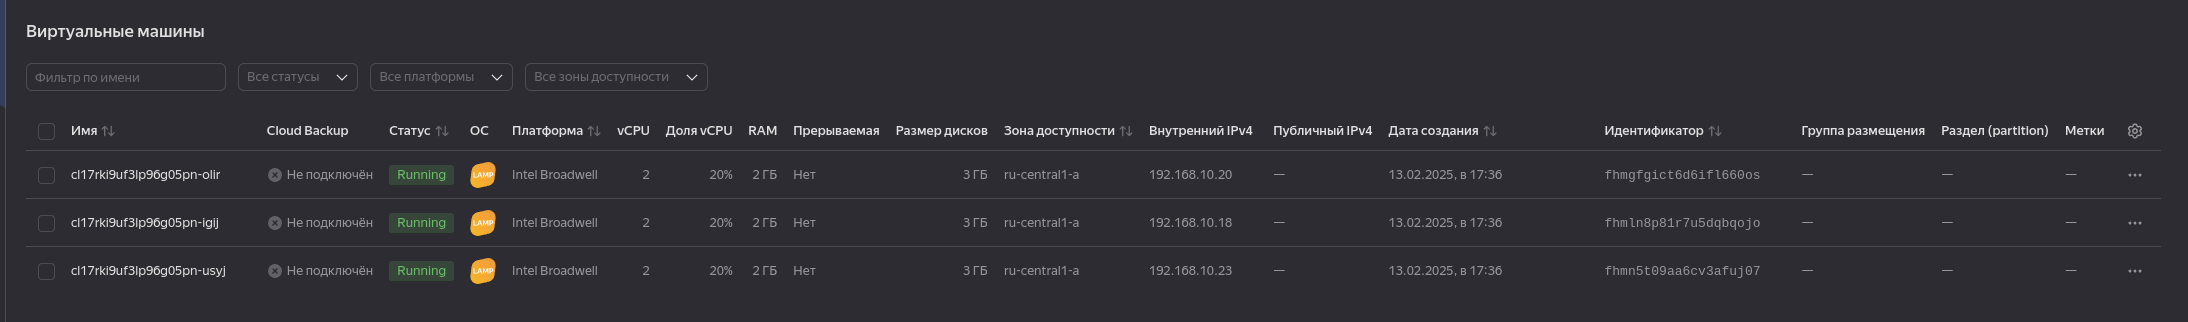 Виртуальные машины
Фильтр по имени Все статусы Все платформы Все зоны доступности
Имя Cloud Backup Статус ОС Платформа vCPU Доля vCPU RAM Прерываемая Размер дисков Зона доступности Внутренний IPv4 Публичный IPv4 Дата создания Идентификатор Группа размещения Раздел (partition) Метки
cl17rki9uf3lp96g05pn-olir Не подключён Running LAMP Intel Broadwell 2 20% 2 ГБ Нет 3 ГБ ru-central1-a 192.168.10.20 — 13.02.2025, в 17:36 fhmgfgict6d6ifl660os — — —
cl17rki9uf3lp96g05pn-igij Не подключён Running LAMP Intel Broadwell 2 20% 2 ГБ Нет 3 ГБ ru-central1-a 192.168.10.18 — 13.02.2025, в 17:36 fhmln8p81r7u5dqbqojo — — —
cl17rki9uf3lp96g05pn-usyj Не подключён Running LAMP Intel Broadwell 2 20% 2 ГБ Нет 3 ГБ ru-central1-a 192.168.10.23 — 13.02.2025, в 17:36 fhmn5t09aa6cv3afuj07 — — —